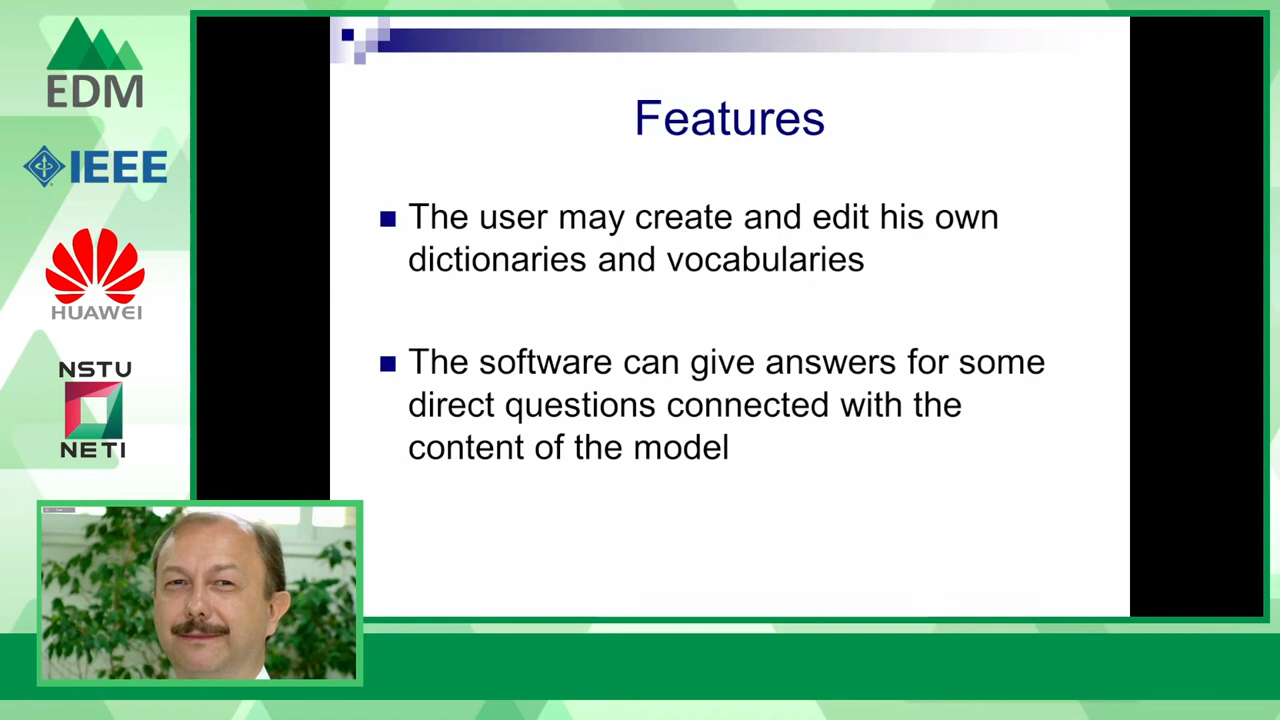 EDM
IEEE
HUAWEI
NSTU
NETI
Features
The user may create and edit his own
dictionaries and vocabularies
The software can give answers for some
direct questions connected with the
content of the model